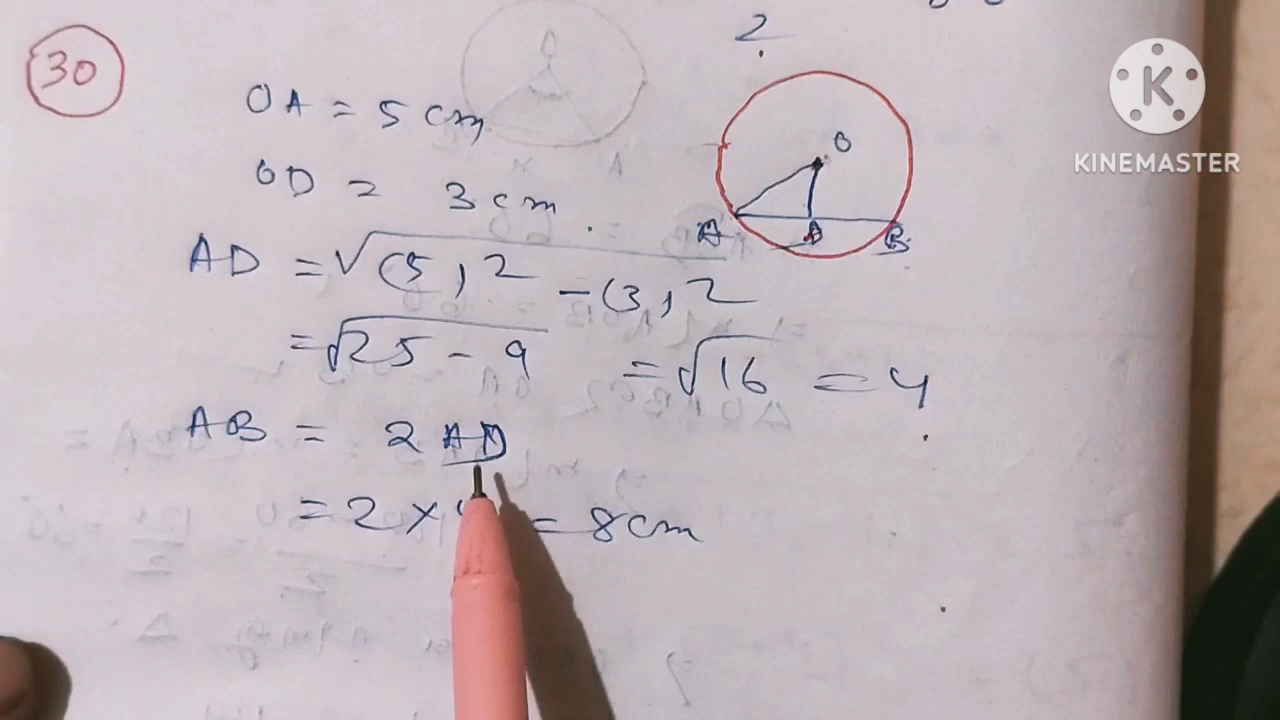 2
30
OA = 5 cm
OD = 3 cm
AD = √(5)2 - (3)2
= √25 - 9 = √16 = 4
AB = 2 AD
= 2 × = 8cm
O
A D B
K
KINEMASTER